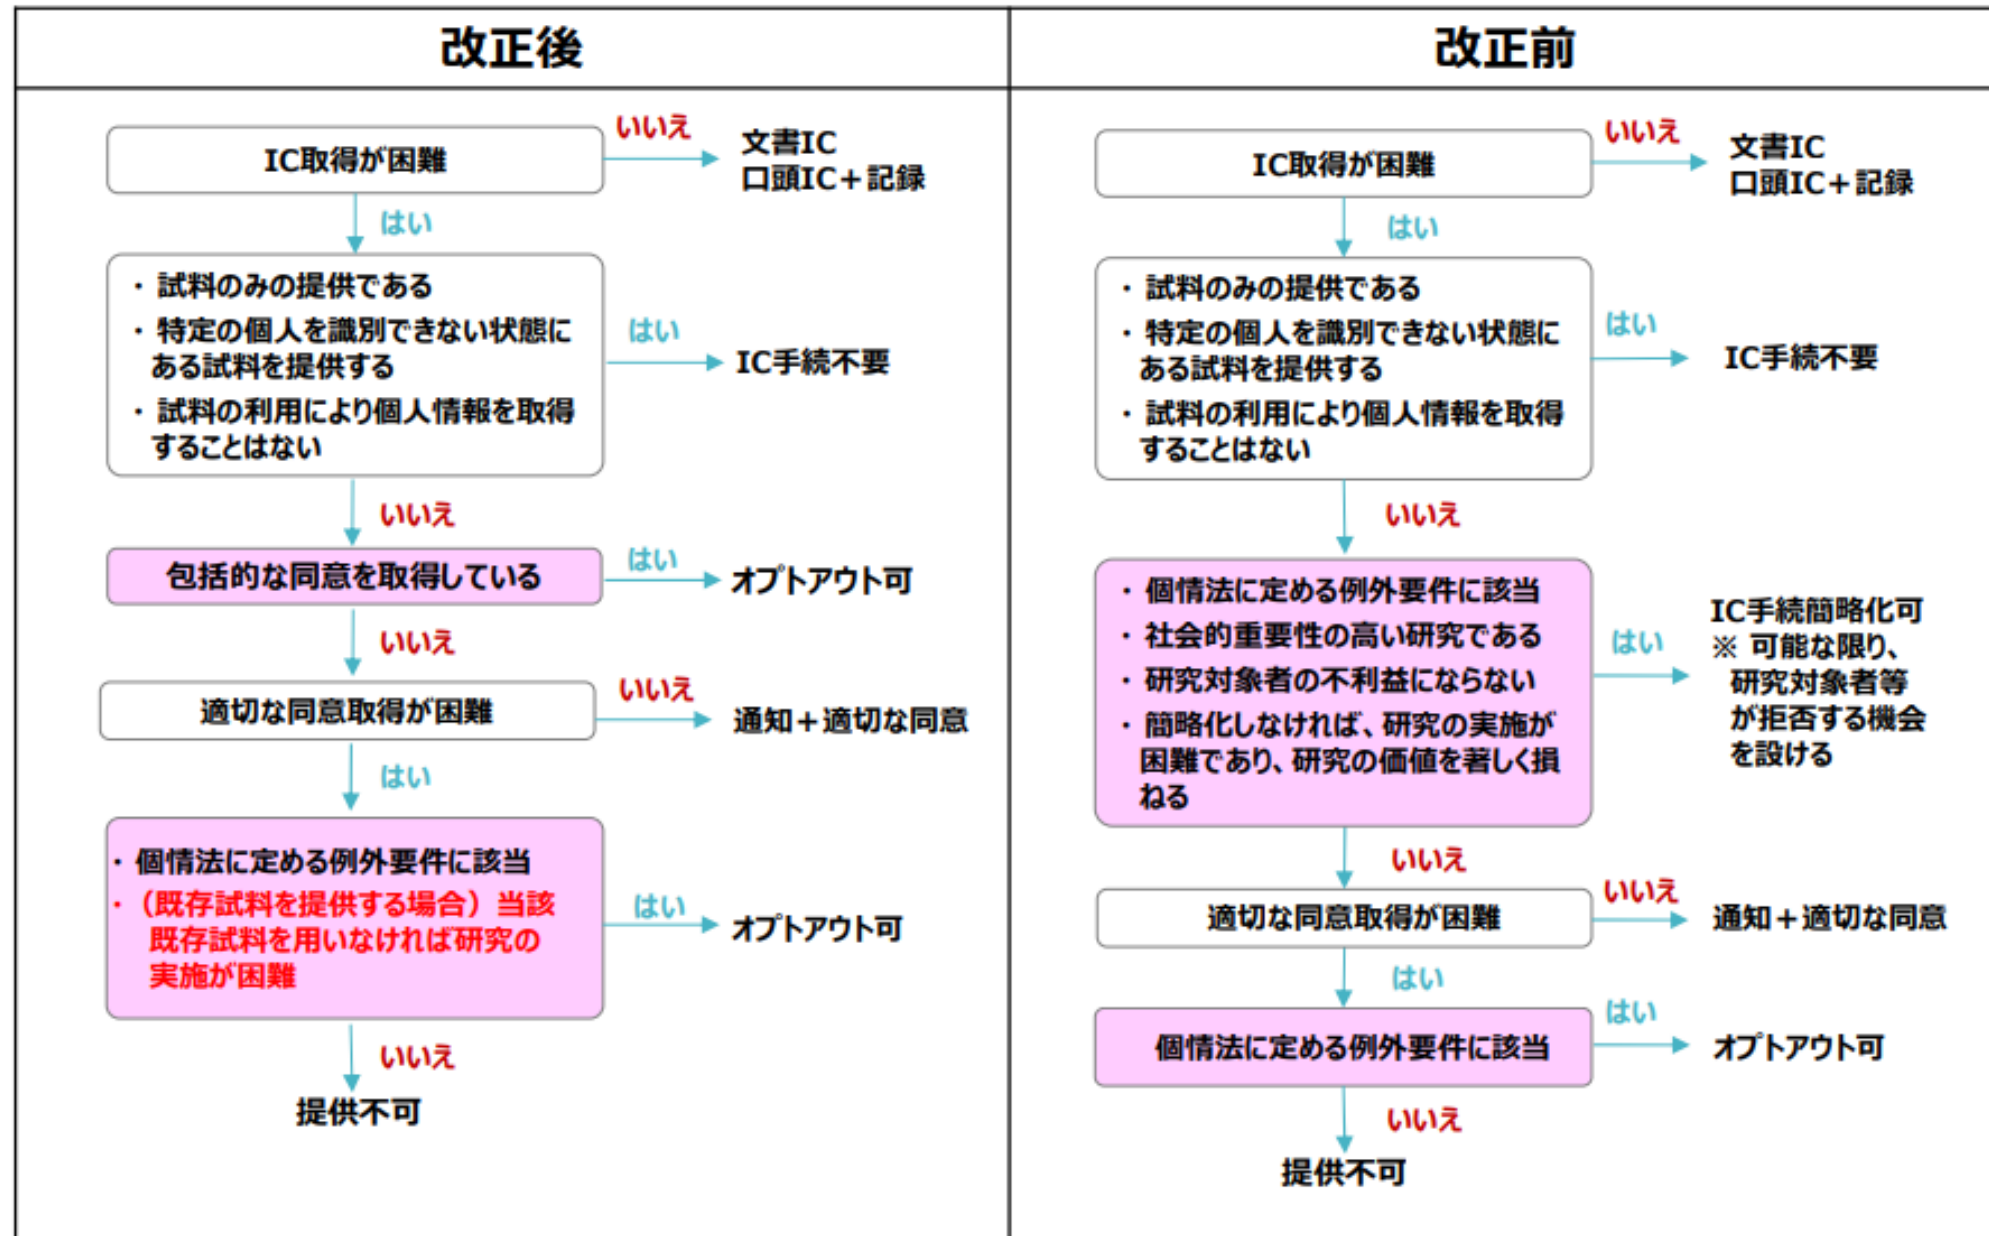 改正後
IC取得が困難
いいえ
文書IC
口頭IC＋記録
はい
・ 試料のみの提供である
・ 特定の個人を識別できない状態に
ある試料を提供する
・ 試料の利用により個人情報を取得
することはない
はい
IC手続不要
いいえ
包括的な同意を取得している
はい
オプトアウト可
いいえ
適切な同意取得が困難
いいえ
通知＋適切な同意
はい
・ 個情法に定める例外要件に該当
・（既存試料を提供する場合）当該
既存試料を用いなければ研究の
実施が困難
はい
オプトアウト可
いいえ
提供不可
改正前
IC取得が困難
いいえ
文書IC
口頭IC＋記録
はい
・ 試料のみの提供である
・ 特定の個人を識別できない状態に
ある試料を提供する
・ 試料の利用により個人情報を取得
することはない
はい
IC手続不要
いいえ
・ 個情法に定める例外要件に該当
・ 社会的重要性の高い研究である
・ 研究対象者の不利益にならない
・ 簡略化しなければ、研究の実施が
困難であり、研究の価値を著しく損
ねる
はい
IC手続簡略化可
※ 可能な限り、
研究対象者等
が拒否する機会
を設ける
いいえ
適切な同意取得が困難
いいえ
通知＋適切な同意
はい
個情法に定める例外要件に該当
はい
オプトアウト可
いいえ
提供不可